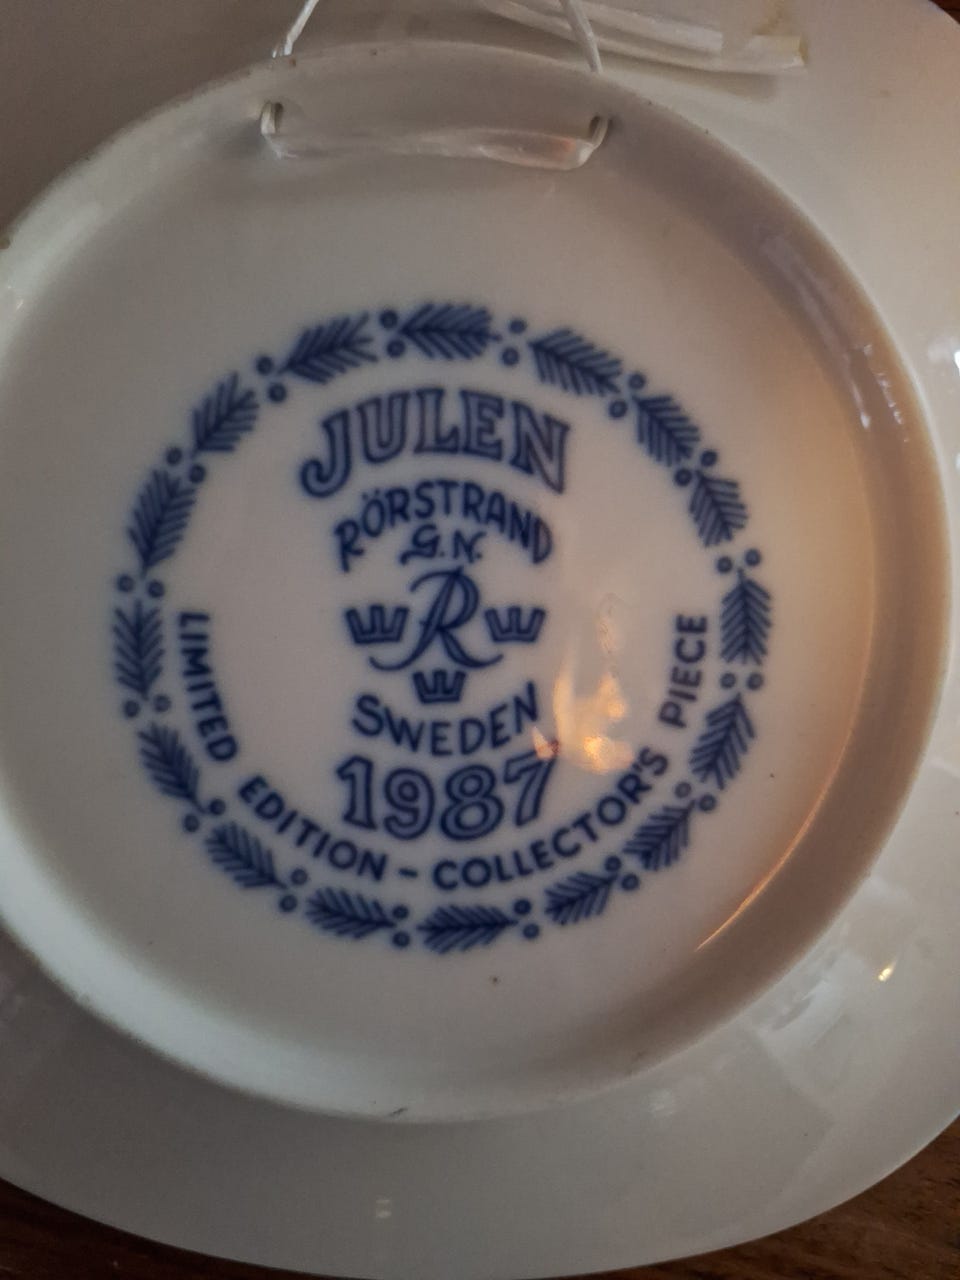 JULEN
RÖRSTRAND
G.N.
R
SWEDEN
1987
LIMITED EDITION - COLLECTOR'S PIECE